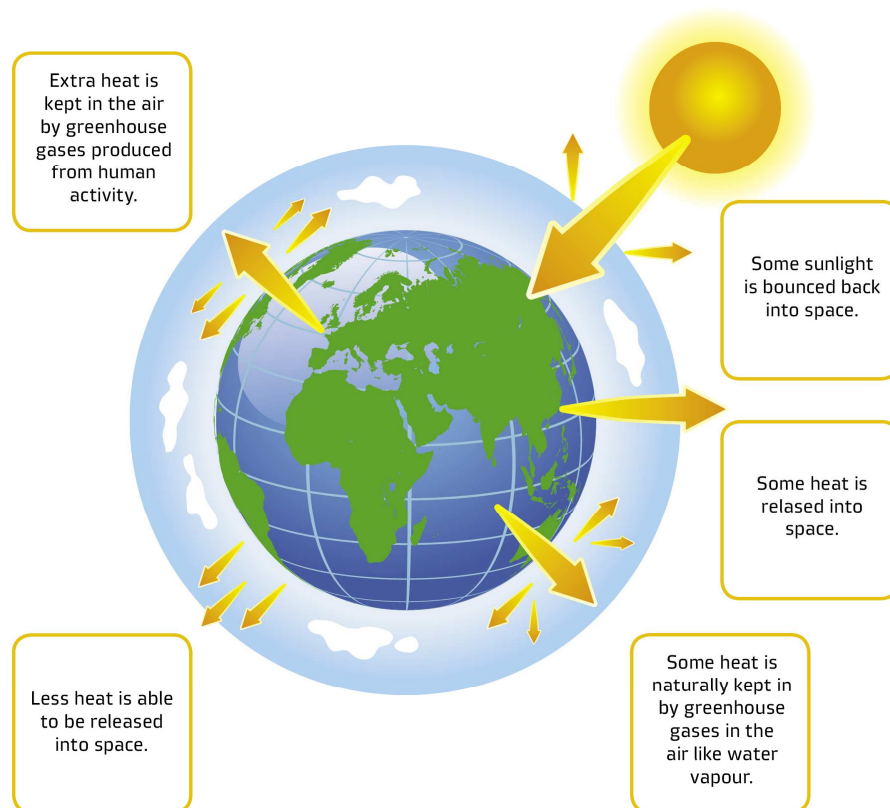 Extra heat is
kept in the air
by greenhouse
gases produced
from human
activity.
Some sunlight
is bounced back
into space.
Some heat is
relased into
space.
Less heat is able
to be released
into space.
Some heat is
naturally kept in
by greenhouse
gases in the
air like water
vapour.